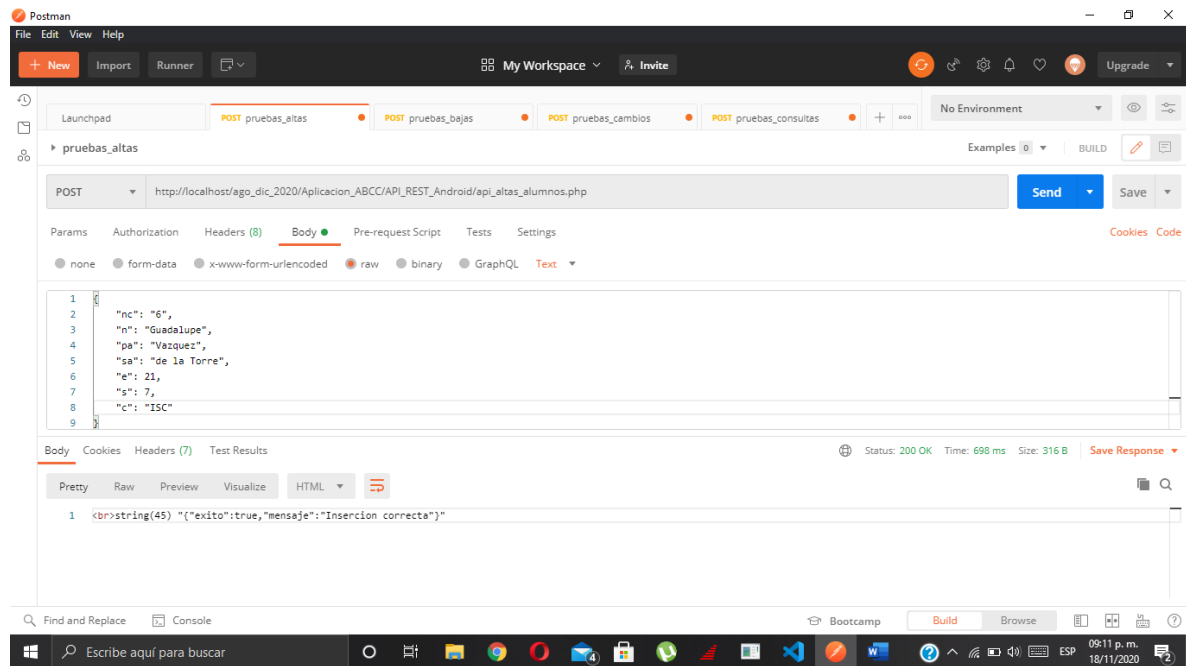 Postman
File Edit View Help
+ New Import Runner My Workspace Invite Upgrade
Launchpad POST pruebas_altas POST pruebas_bajas POST pruebas_cambios POST pruebas_consultas + ooo No Environment
pruebas_altas Examples 0 BUILD
POST http://localhost/ago_dic_2020/Aplicacion_ABCC/API_REST_Android/api_altas_alumnos.php Send Save
Params Authorization Headers (8) Body Pre-request Script Tests Settings Cookies Code
none form-data x-www-form-urlencoded raw binary GraphQL Text
1 {
2 "nc": "6",
3 "n": "Guadalupe",
4 "pa": "Vazquez",
5 "sa": "de la Torre",
6 "e": 21,
7 "s": 7,
8 "c": "ISC"
9 }
Body Cookies Headers (7) Test Results Status: 200 OK Time: 698 ms Size: 316 B Save Response
Pretty Raw Preview Visualize HTML
1 <br>string(45) "{"exito":true,"mensaje":"Insercion correcta"}"
Find and Replace Console Bootcamp Build Browse
Escribe aquí para buscar 4 ESP 09:11 p. m.
18/11/2020 2